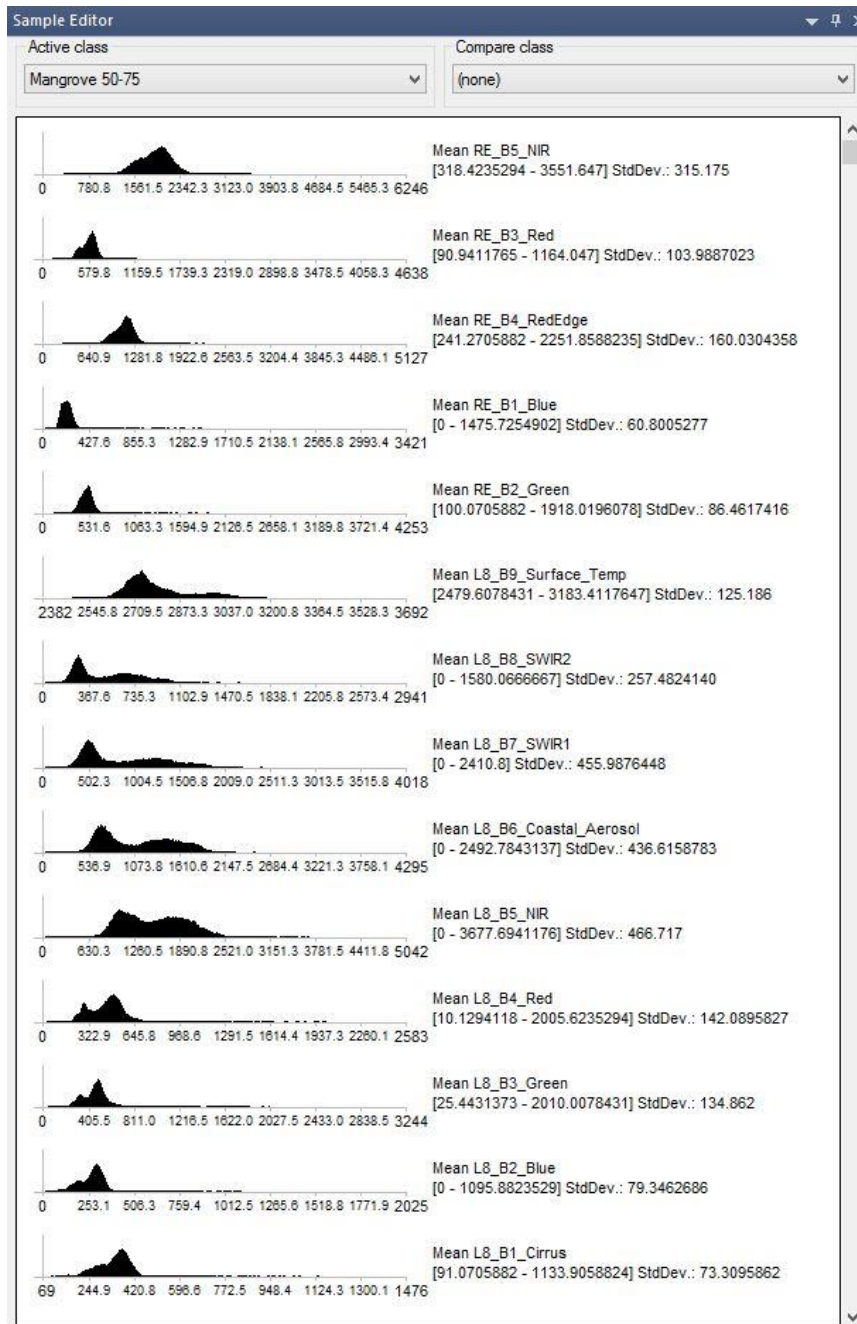 Sample Editor
Active class
Compare class
Mangrove 50-75
(none)
Mean RE_B5_NIR
[318.4235294 - 3551.647] StdDev.: 315.175
0 780.8 1561.5 2342.3 3123.0 3903.8 4684.5 5465.3 6246
Mean RE_B3_Red
[90.9411765 - 1164.047] StdDev.: 103.9887023
0 579.8 1159.5 1739.3 2319.0 2898.8 3478.5 4058.3 4638
Mean RE_B4_RedEdge
[241.2705882 - 2251.8588235] StdDev.: 160.0304358
0 640.9 1281.8 1922.6 2563.5 3204.4 3845.3 4486.1 5127
Mean RE_B1_Blue
[0 - 1475.7254902] StdDev.: 60.8005277
0 427.6 855.3 1282.9 1710.5 2138.1 2565.8 2993.4 3421
Mean RE_B2_Green
[100.0705882 - 1918.0196078] StdDev.: 86.4617416
0 531.6 1063.3 1594.9 2126.5 2658.1 3189.8 3721.4 4253
Mean L8_B9_Surface_Temp
[2479.6078431 - 3183.4117647] StdDev.: 125.186
2382 2545.8 2709.5 2873.3 3037.0 3200.8 3364.5 3528.3 3692
Mean L8_B8_SWIR2
[0 - 1580.0666667] StdDev.: 257.4824140
0 367.6 735.3 1102.9 1470.5 1838.1 2205.8 2573.4 2941
Mean L8_B7_SWIR1
[0 - 2410.8] StdDev.: 455.9876448
0 502.3 1004.5 1506.8 2009.0 2511.3 3013.5 3515.8 4018
Mean L8_B6_Coastal_Aerosol
[0 - 2492.7843137] StdDev.: 436.6158783
0 536.9 1073.8 1610.6 2147.5 2684.4 3221.3 3758.1 4295
Mean L8_B5_NIR
[0 - 3677.6941176] StdDev.: 466.717
0 630.3 1260.5 1890.8 2521.0 3151.3 3781.5 4411.8 5042
Mean L8_B4_Red
[10.1294118 - 2005.6235294] StdDev.: 142.0895827
0 322.9 645.8 968.6 1291.5 1614.4 1937.3 2260.1 2583
Mean L8_B3_Green
[25.4431373 - 2010.0078431] StdDev.: 134.862
0 405.5 811.0 1216.5 1622.0 2027.5 2433.0 2838.5 3244
Mean L8_B2_Blue
[0 - 1095.8823529] StdDev.: 79.3462686
0 253.1 506.3 759.4 1012.5 1265.6 1518.8 1771.9 2025
Mean L8_B1_Cirrus
[91.0705882 - 1133.9058824] StdDev.: 73.3095862
69 244.9 420.8 596.6 772.5 948.4 1124.3 1300.1 1476